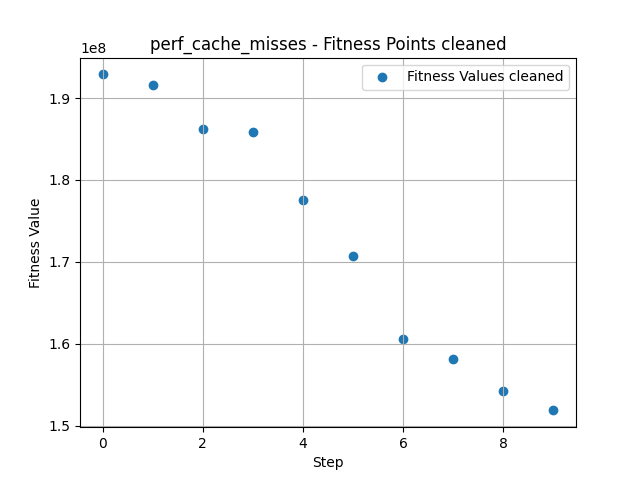 perf_cache_misses - Fitness Points cleaned
1e8
Fitness Values cleaned
1.9
1.8
1.7
1.6
1.5
Fitness Value
0 2 4 6 8
Step